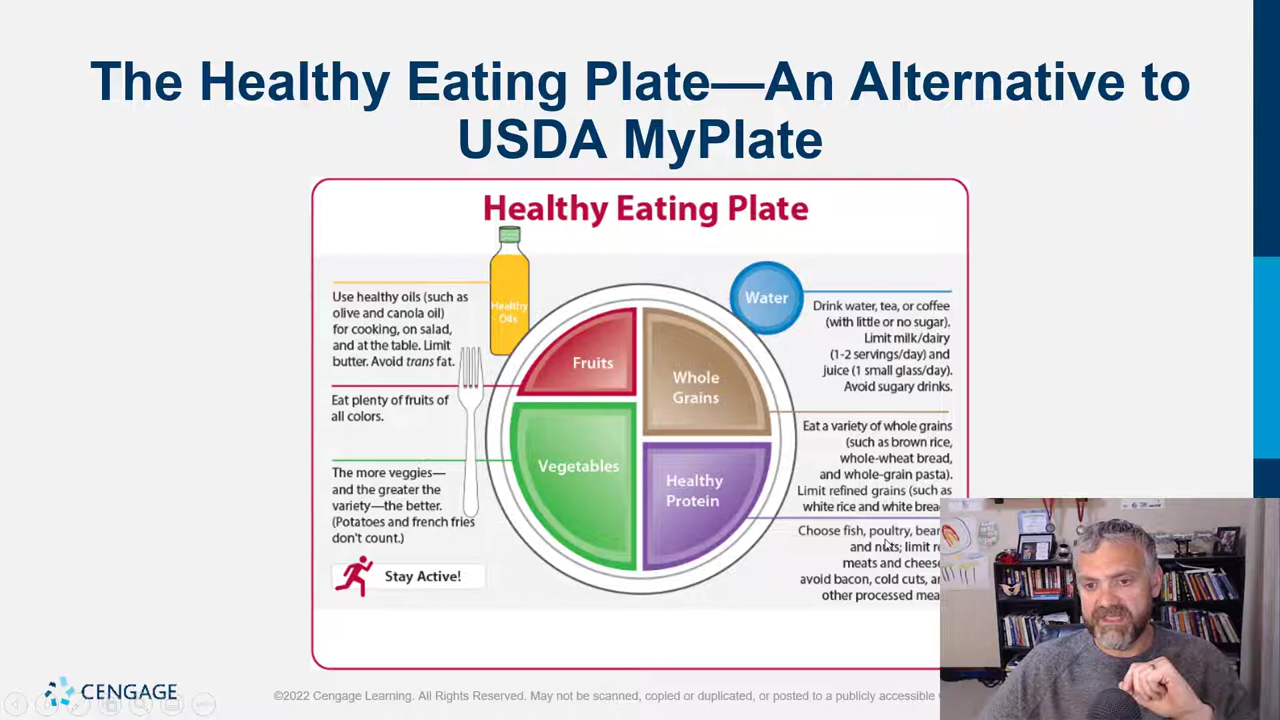 The Healthy Eating Plate—An Alternative to
USDA MyPlate
Healthy Eating Plate
Healthy
Oils
Use healthy oils (such as
olive and canola oil)
for cooking, on salad,
and at the table. Limit
butter. Avoid trans fat.
Eat plenty of fruits of
all colors.
The more veggies—
and the greater the
variety—the better.
(Potatoes and french fries
don't count.)
Stay Active!
Fruits
Whole
Grains
Vegetables
Healthy
Protein
Water
Drink water, tea, or coffee
(with little or no sugar).
Limit milk/dairy
(1-2 servings/day) and
juice (1 small glass/day).
Avoid sugary drinks.
Eat a variety of whole grains
(such as brown rice,
whole-wheat bread,
and whole-grain pasta).
Limit refined grains (such as
white rice and white
Choose fish, poultry,
and nuts; limit
meats and
avoid bacon, cold cuts,
other processed
CENGAGE
©2022 Cengage Learning. All Rights Reserved. May not be scanned, copied or duplicated, or posted to a publicly accessible